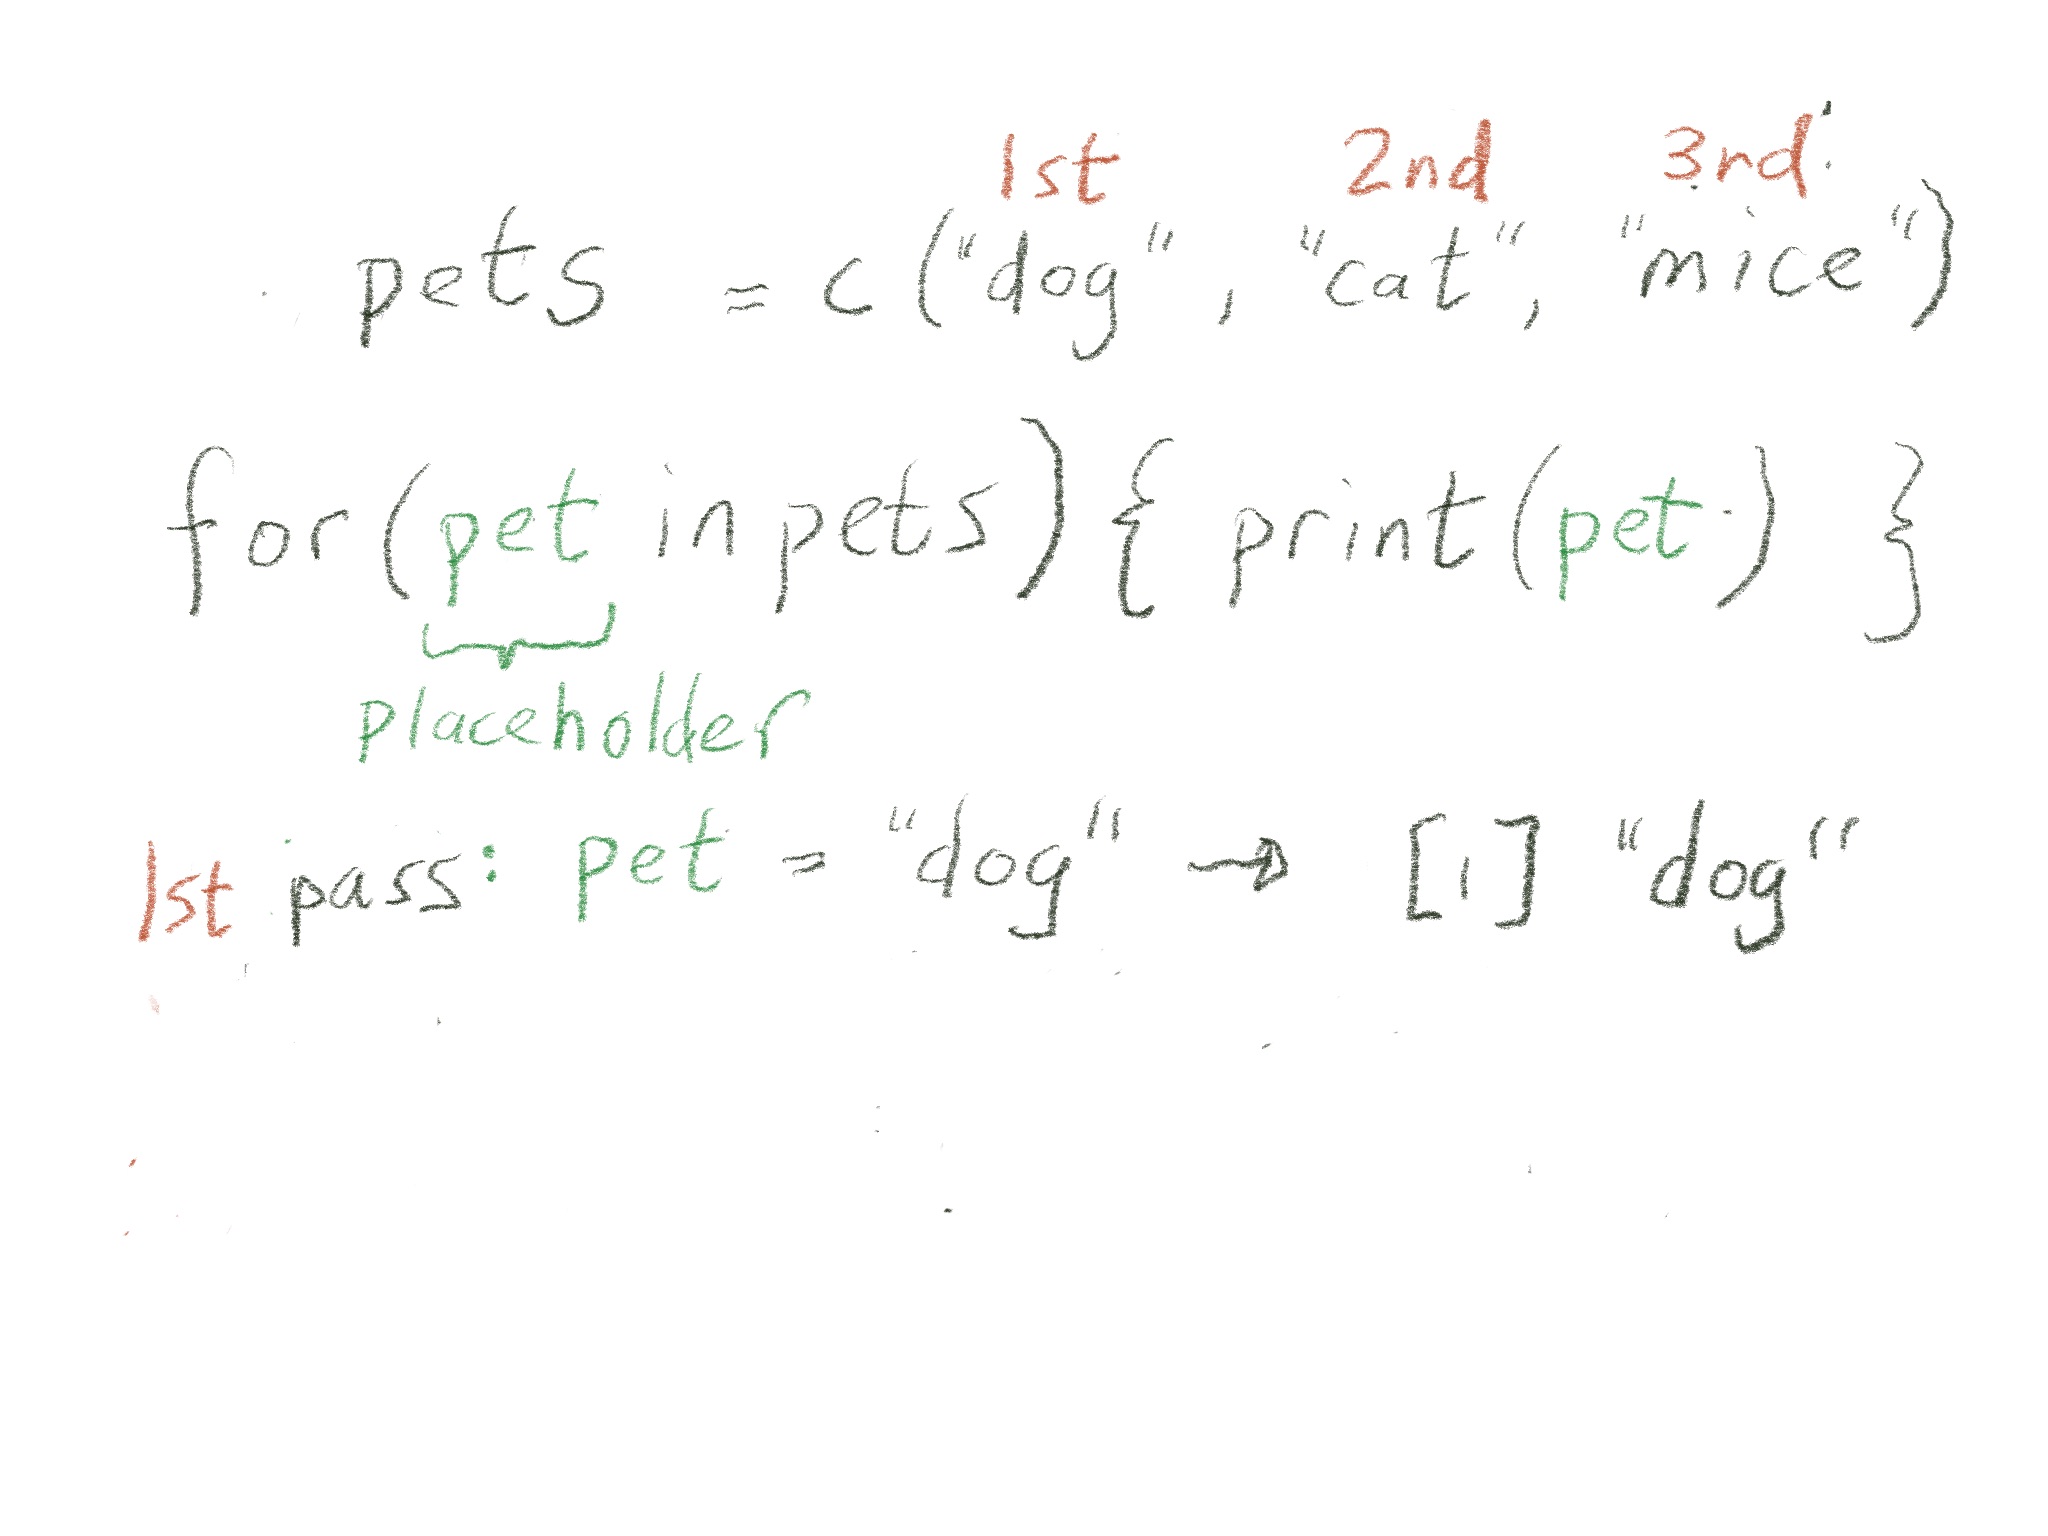 1st 2nd 3rd
pets = c("dog", "cat", "mice")
for(pet in pets){ print(pet) }
placeholder
1st pass: pet = "dog" → [1] "dog"